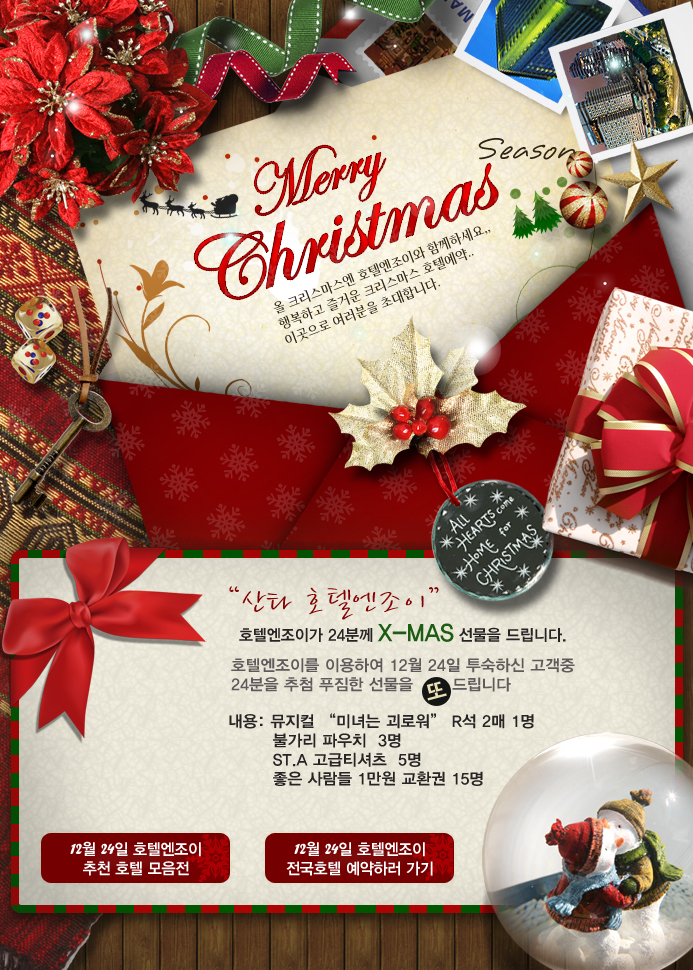 Merry
Season
Christmas
올 크리스마스엔 호텔엔조이와 함께하세요,,
행복하고 즐거운 크리스마스 호텔예약..
이곳으로 여러분을 초대합니다.
ALL
HEARTS come
HOME for
CHRISTMAS
“산타 호텔엔조이”
호텔엔조이가 24분께 X-MAS 선물을 드립니다.
호텔엔조이를 이용하여 12월 24일 투숙하신 고객중
24분을 추첨 푸짐한 선물을 또 드립니다
내용: 뮤지컬 “미녀는 괴로워” R석 2매 1명
불가리 파우치 3명
ST.A 고급티셔츠 5명
좋은 사람들 1만원 교환권 15명
12월 24일 호텔엔조이
추천 호텔 모음전
12월 24일 호텔엔조이
전국호텔 예약하러 가기